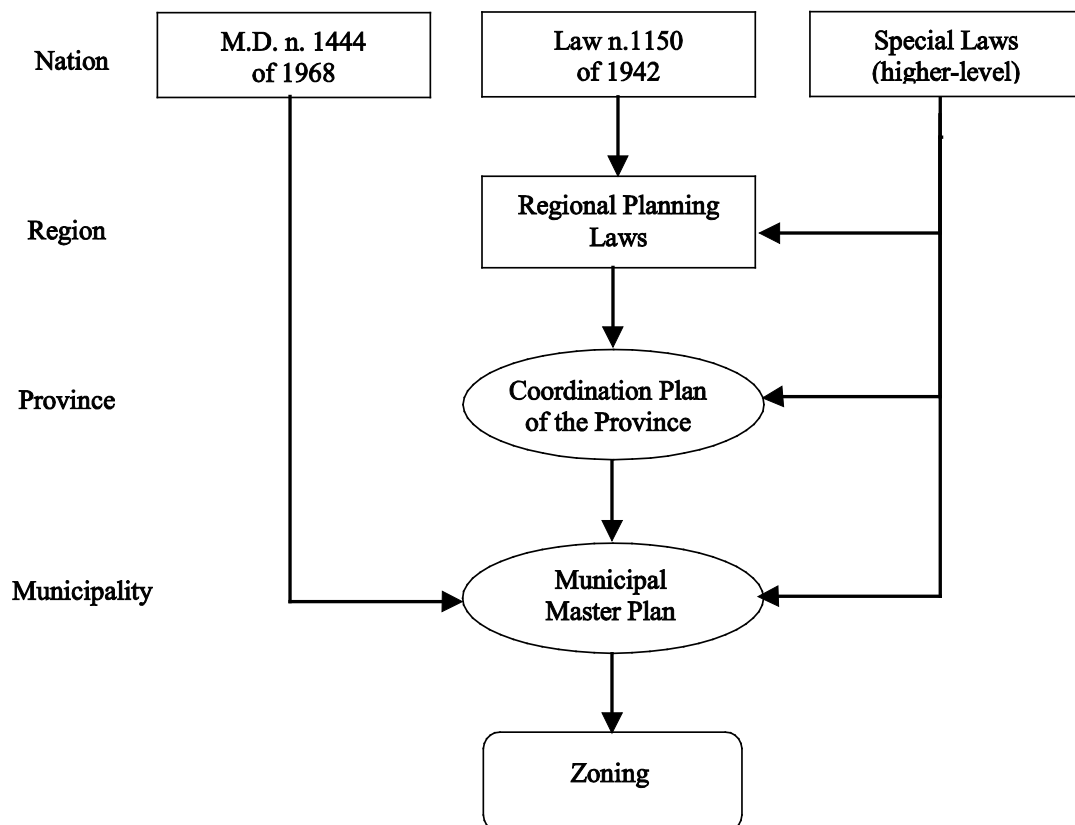 Nation
M.D. n. 1444
of 1968
Law n.1150
of 1942
Special Laws
(higher-level)
Region
Regional Planning
Laws
Province
Coordination Plan
of the Province
Municipality
Municipal
Master Plan
Zoning